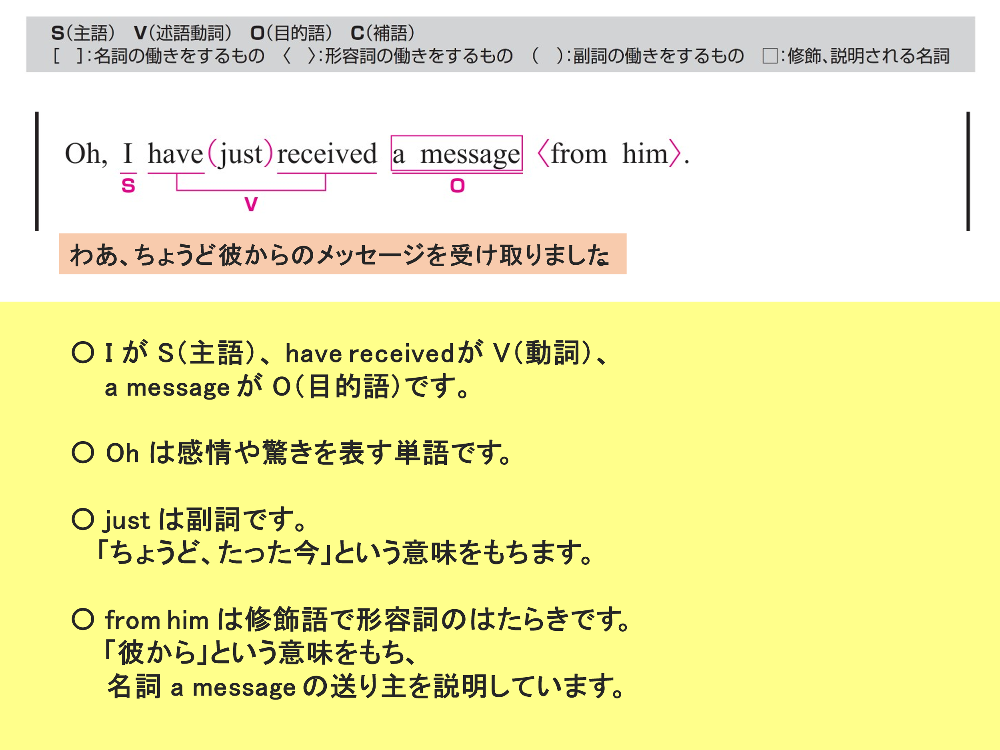 S（主語）　V（述語動詞）　O（目的語）　C（補語）
［　］：名詞の働きをするもの　〈　〉：形容詞の働きをするもの　（　）：副詞の働きをするもの　□：修飾、説明される名詞
Oh, I have (just) received a message 〈from him〉.
S
O
V
わあ、ちょうど彼からのメッセージを受け取りました
○ I が S（主語）、have receivedが V（動詞）、
a message が O（目的語）です。
○ Oh は感情や驚きを表す単語です。
○ just は副詞です。
「ちょうど、たった今」という意味をもちます。
○ from him は修飾語で形容詞のはたらきです。
「彼から」という意味をもち、
名詞 a message の送り主を説明しています。